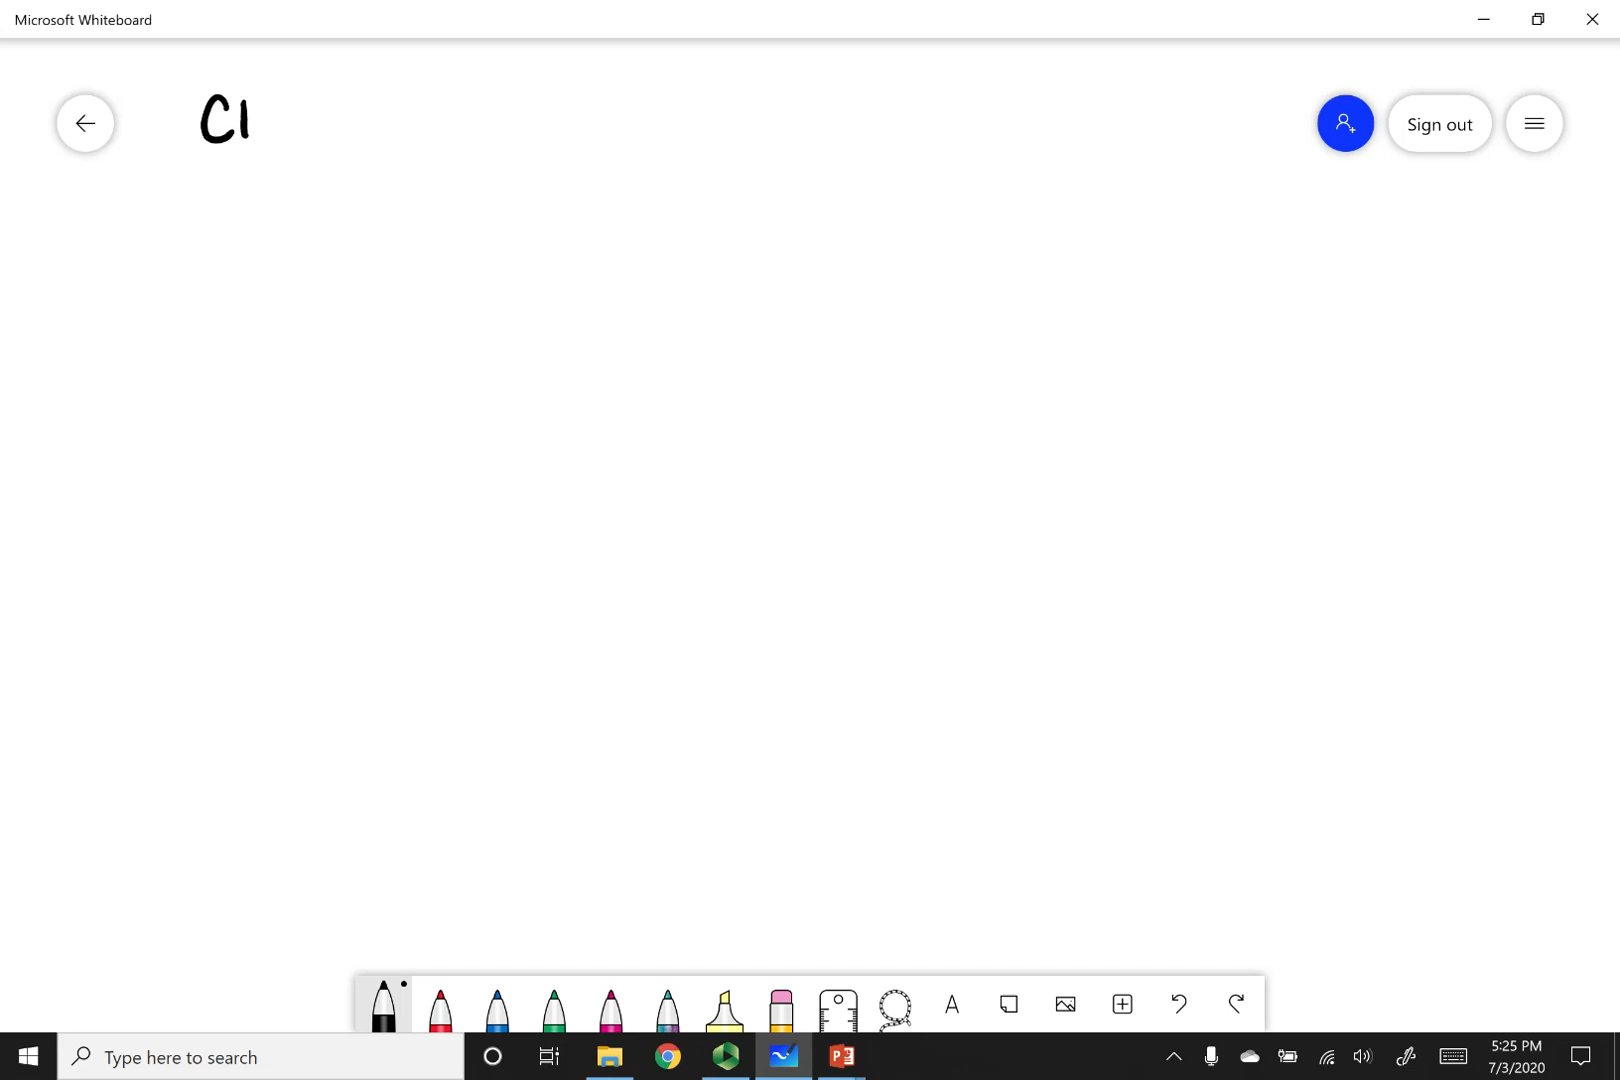 Microsoft Whiteboard
Cl
Sign out
Type here to search
5:25 PM
7/3/2020